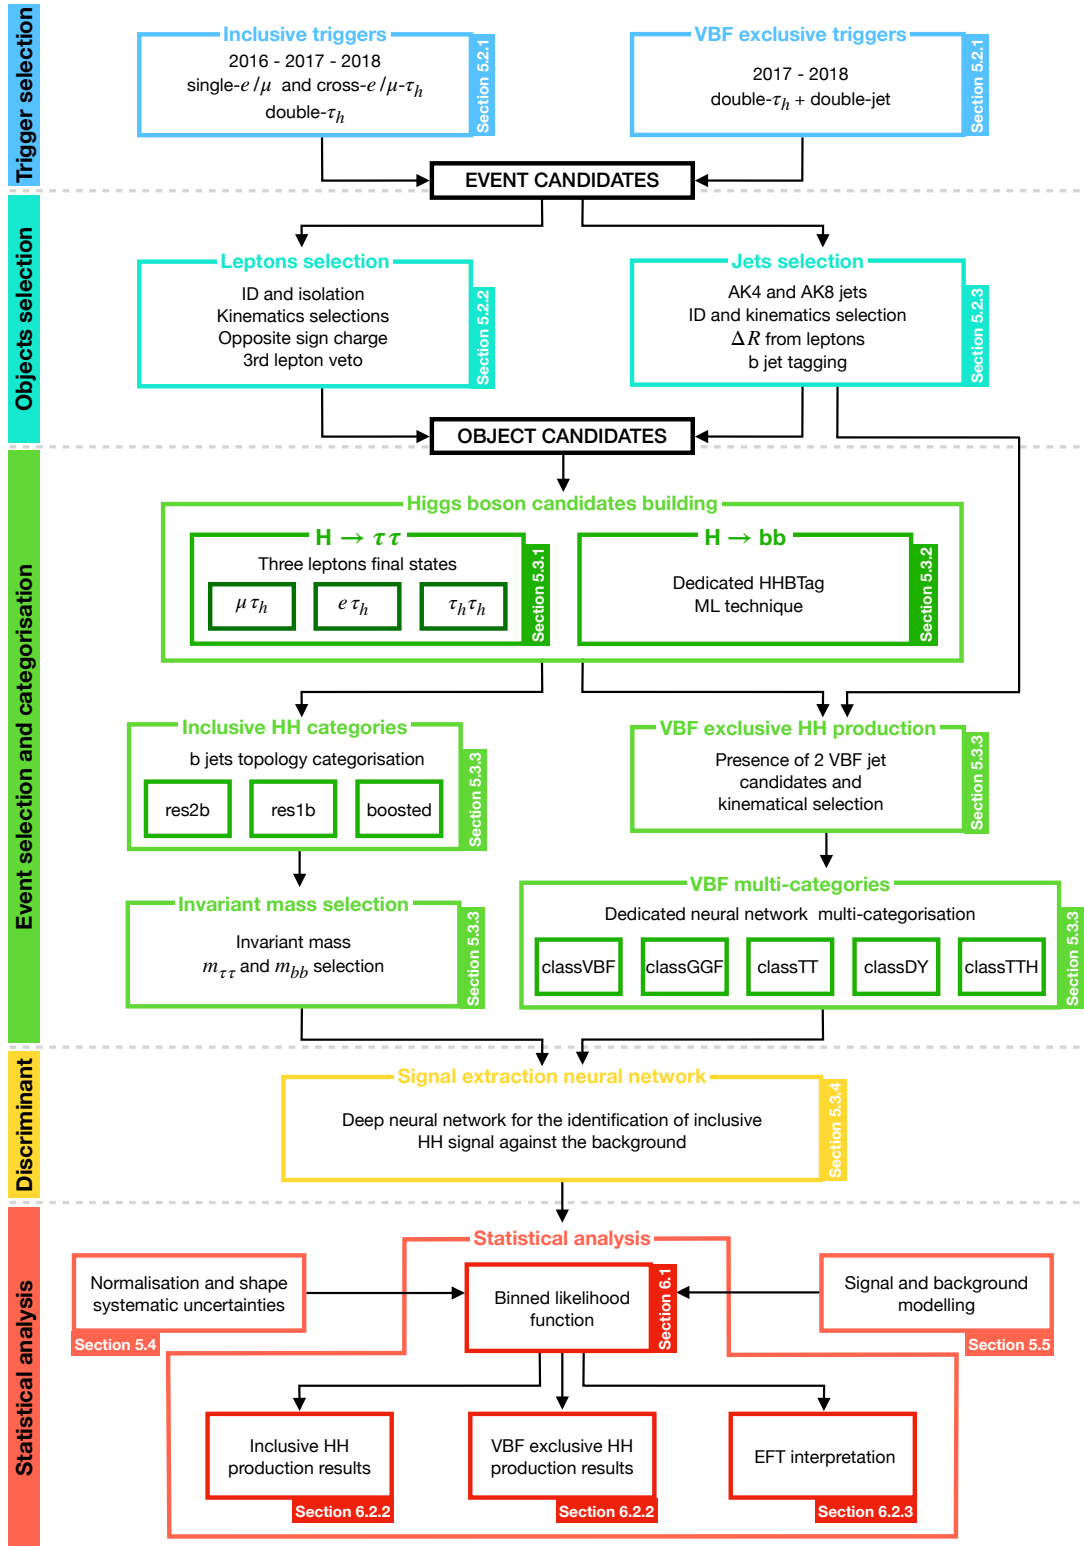 Trigger selection
Inclusive triggers
2016 - 2017 - 2018
single-e/μ and cross-e/μ-τh
double-τh
Section 5.2.1
VBF exclusive triggers
2017 - 2018
double-τh + double-jet
Section 5.2.1
EVENT CANDIDATES
Objects selection
Leptons selection
ID and isolation
Kinematics selections
Opposite sign charge
3rd lepton veto
Section 5.2.2
Jets selection
AK4 and AK8 jets
ID and kinematics selection
ΔR from leptons
b jet tagging
Section 5.2.3
OBJECT CANDIDATES
Event selection and categorisation
Higgs boson candidates building
H → ττ
Three leptons final states
μτh
eτh
τhτh
Section 5.3.1
H → bb
Dedicated HHBTag
ML technique
Section 5.3.2
Inclusive HH categories
b jets topology categorisation
res2b
res1b
boosted
Section 5.3.3
VBF exclusive HH production
Presence of 2 VBF jet
candidates and
kinematical selection
Section 5.3.3
Invariant mass selection
Invariant mass
mττ and mbb selection
Section 5.3.3
VBF multi-categories
Dedicated neural network multi-categorisation
classVBF
classGGF
classTT
classDY
classTTH
Section 5.3.3
Discriminant
Signal extraction neural network
Deep neural network for the identification of inclusive
HH signal against the background
Section 5.3.4
Statistical analysis
Statistical analysis
Normalisation and shape
systematic uncertainties
Section 5.4
Binned likelihood
function
Section 6.1
Signal and background
modelling
Section 5.5
Inclusive HH
production results
Section 6.2.2
VBF exclusive HH
production results
Section 6.2.2
EFT interpretation
Section 6.2.3